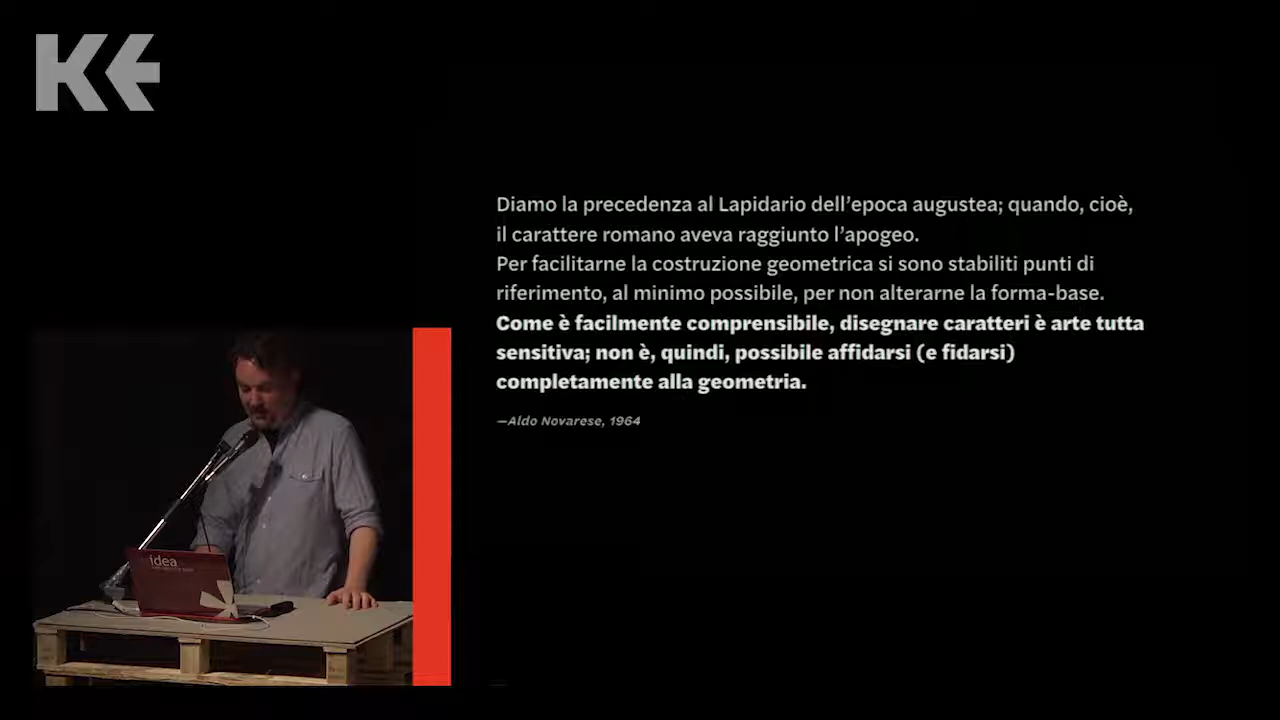 KE
Diamo la precedenza al Lapidario dell’epoca augustea; quando, cioè,
il carattere romano aveva raggiunto l’apogeo.
Per facilitarne la costruzione geometrica si sono stabiliti punti di
riferimento, al minimo possibile, per non alterarne la forma-base.
Come è facilmente comprensibile, disegnare caratteri è arte tutta
sensitiva; non è, quindi, possibile affidarsi (e fidarsi)
completamente alla geometria.
—Aldo Novarese, 1964
idea